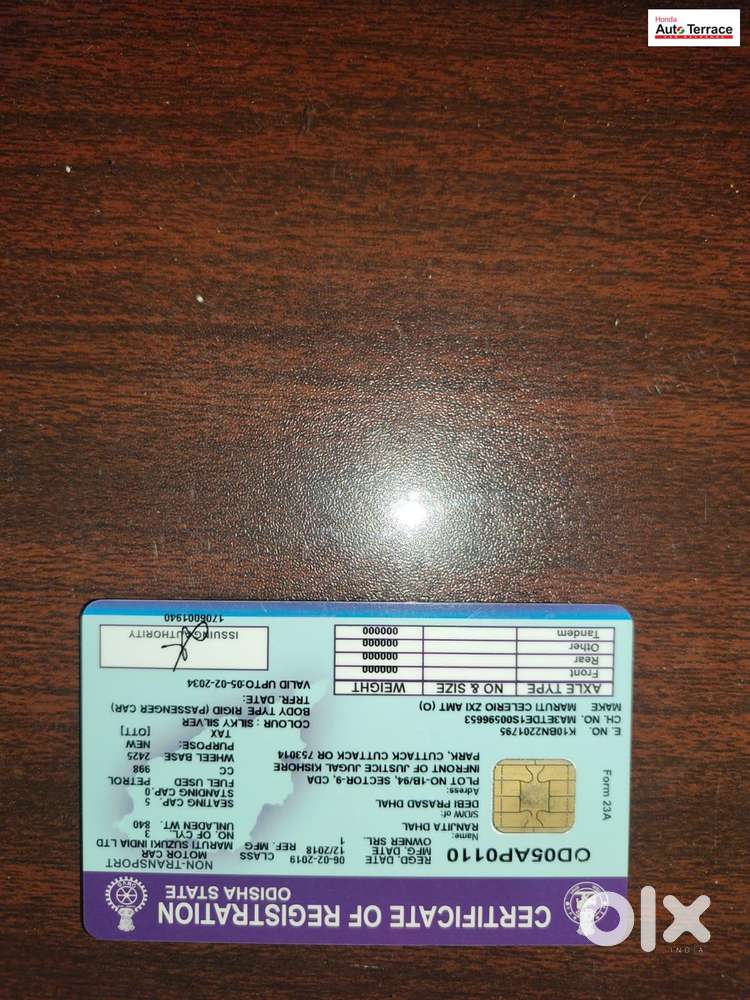 Honda
Auto Terrace
CERTIFICATE OF REGISTRATION
ODISHA STATE
OD05AP0110
REGD. DATE 06-02-2019
MFG. DATE 12/2018
OWNER SRL. 1
CLASS MOTOR CAR
NON-TRANSPORT
REF. MFG MARUTI SUZUKI INDIA LTD
Name:
RANJITA DHAL
S/D/W of
DEBI PRASAD DHAL
NO. OF CYL. 3
UNLADEN WT. 840
SEATING CAP. 5
STANDING CAP.0
Form 23A
Adress:
PLOT NO-1B/94, SECTOR-9, CDA
INFRONT OF JUSTICE JUGAL KISHORE
PARK, CUTTACK CUTTACK OR 753014
FUEL USED PETROL
CC 998
WHEEL BASE 2425
PURPOSE: NEW
TAX [OTT]
E. NO. K10BN2201795
CH. NO. MA3ETDE1S00596653
MAKE MARUTI CELERIO ZXI AMT (O)
COLOUR : SILKY SILVER
BODY TYPE RIGID (PASSENGER CAR)
TRFR. DATE:
VALID UPTO:05-02-2034
AXLE TYPE NO & SIZE WEIGHT
Front 000000
Rear 000000
Other 000000
Tandem 000000
ISSUING AUTHORITY
1706001940
olx
INDIA